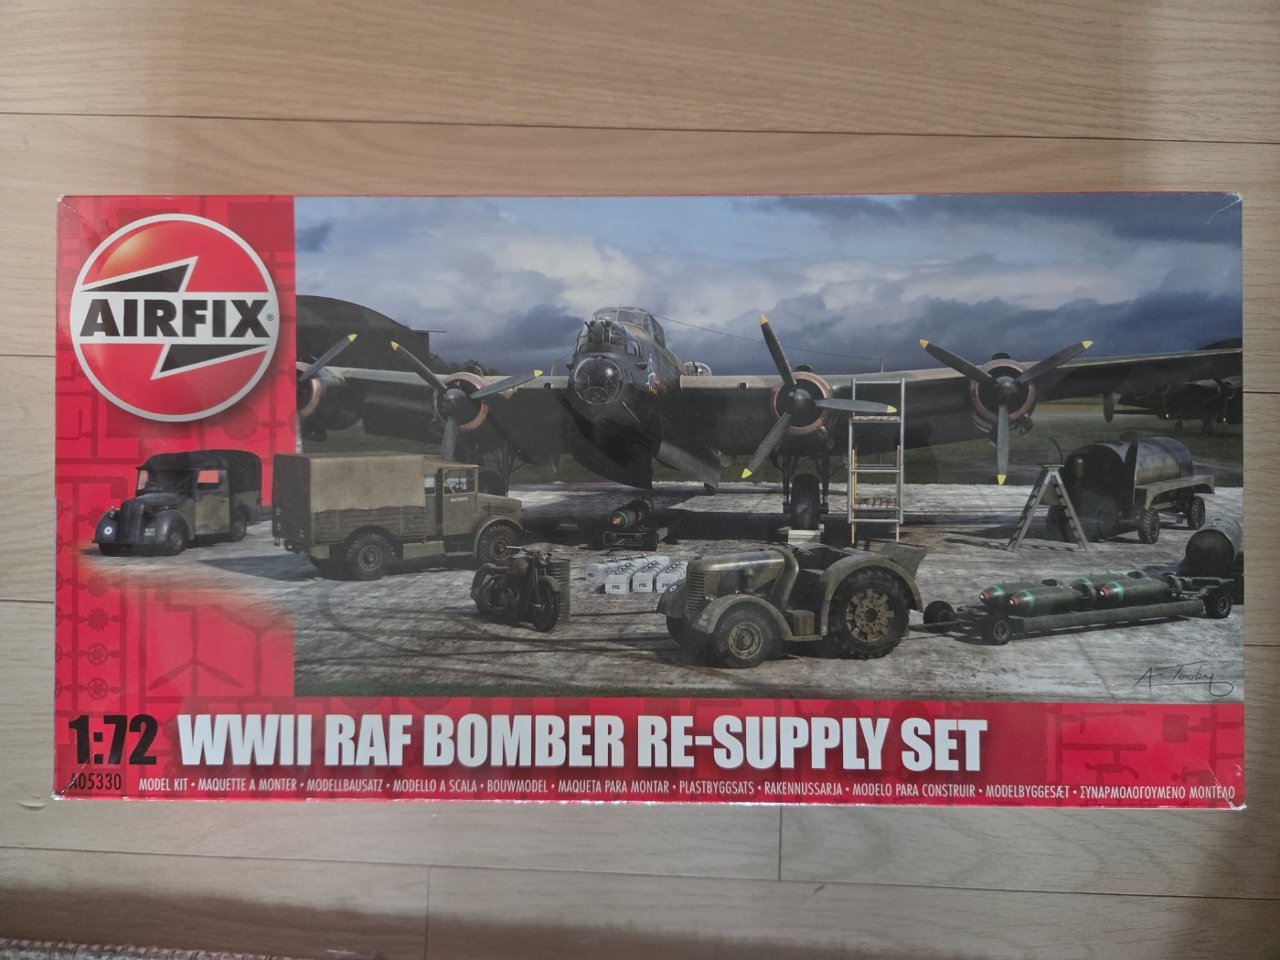 AIRFIX®
1:72 WWII RAF BOMBER RE-SUPPLY SET
A05330 MODEL KIT • MAQUETTE A MONTER • MODELLBAUSATZ • MODELLO A SCALA • BOUWMODEL • MAQUETA PARA MONTAR • PLASTBYGGSATS • RAKENNUSSARJA • MODELO PARA CONSTRUIR • MODELBYGGESÆT • ΣΥΝΑΡΜΟΛΟΓΟΥΜΕΝΟ ΜΟΝΤΕΛΟ